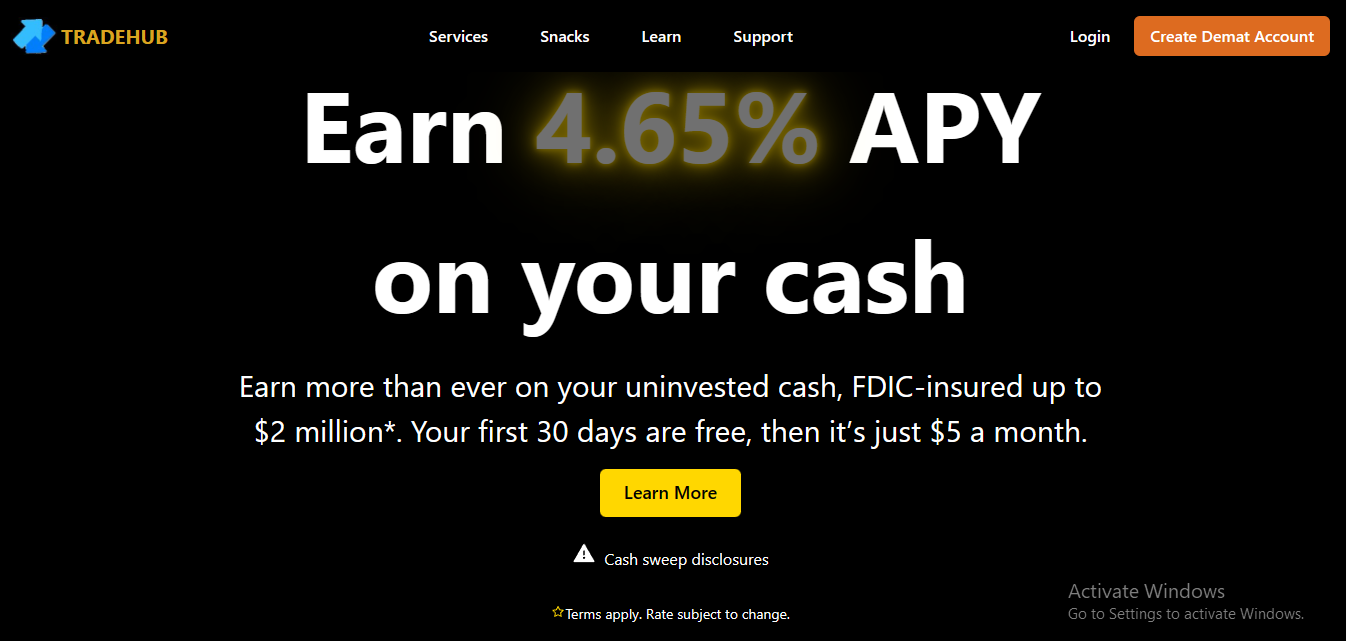 TRADEHUB
Services
Snacks
Learn
Support
Login
Create Demat Account
Earn 4.65% APY
on your cash
Earn more than ever on your uninvested cash, FDIC-insured up to
$2 million*. Your first 30 days are free, then it’s just $5 a month.
Learn More
Cash sweep disclosures
Terms apply. Rate subject to change.
Activate Windows
Go to Settings to activate Windows.